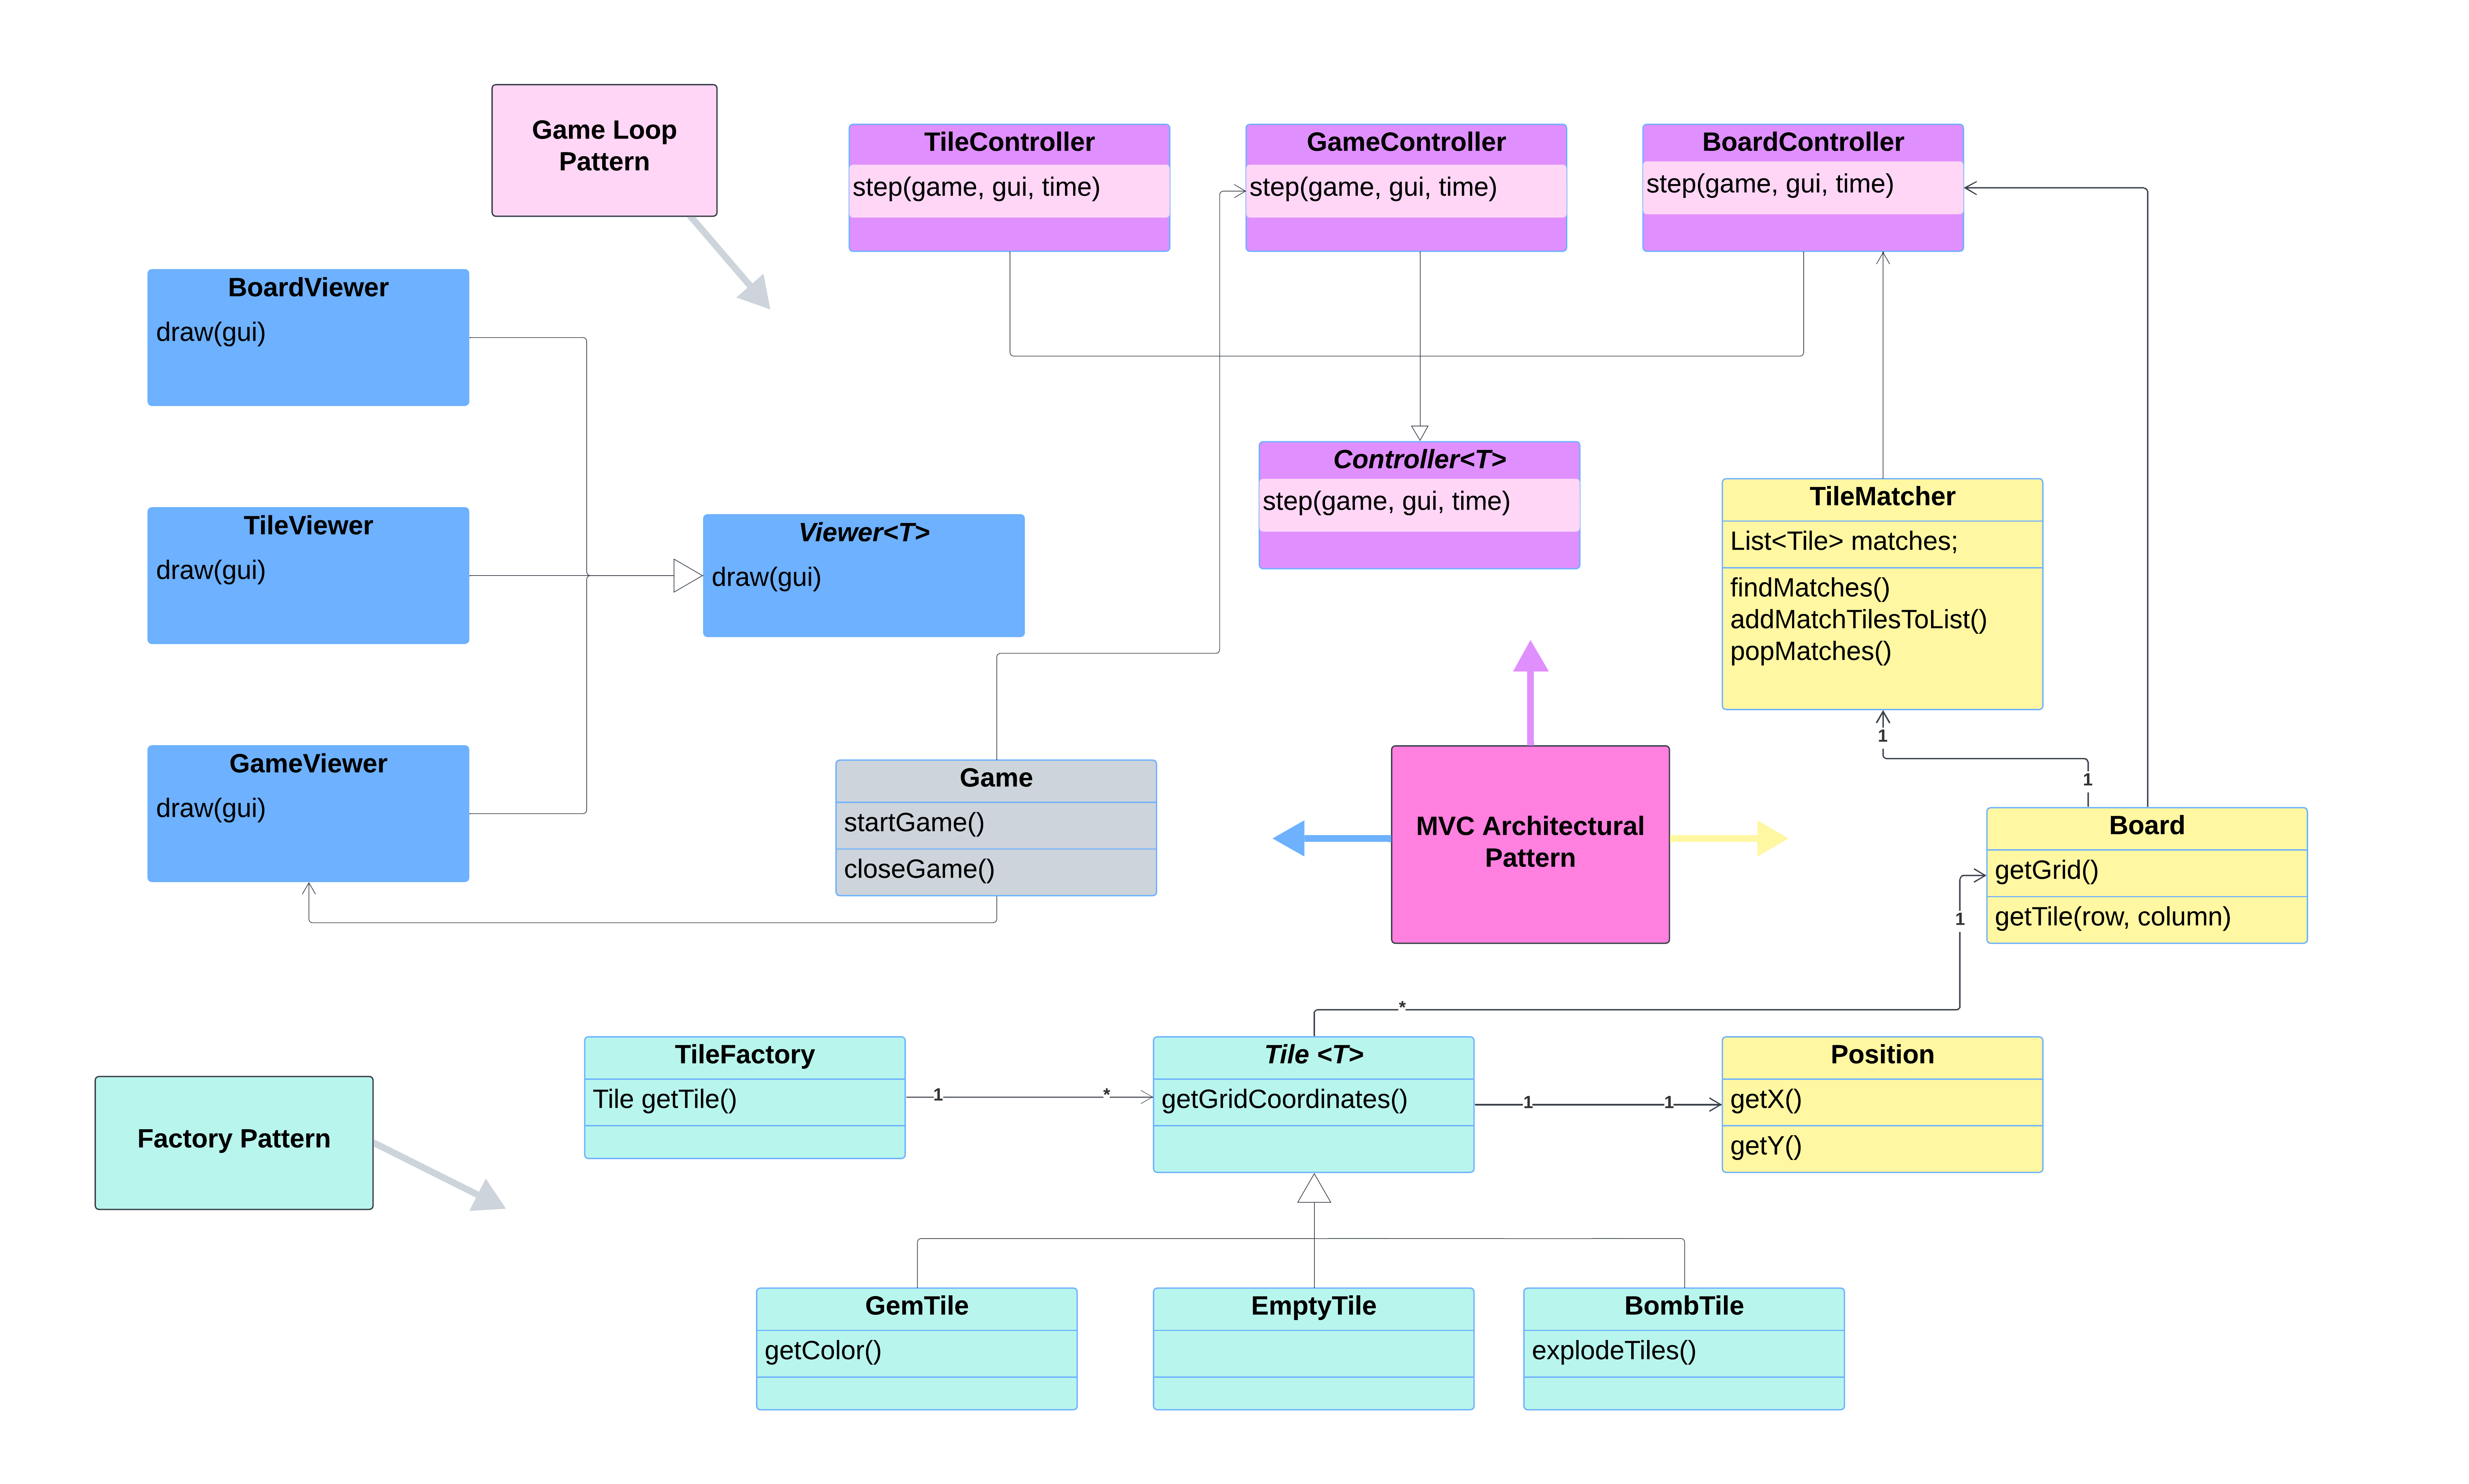 Game Loop
Pattern
TileController
step(game, gui, time)
GameController
step(game, gui, time)
BoardController
step(game, gui, time)
BoardViewer
draw(gui)
TileViewer
draw(gui)
GameViewer
draw(gui)
Viewer<T>
draw(gui)
Controller<T>
step(game, gui, time)
TileMatcher
List<Tile> matches;
findMatches()
addMatchTilesToList()
popMatches()
1
1
Game
startGame()
closeGame()
MVC Architectural
Pattern
Board
getGrid()
getTile(row, column)
1
*
Factory Pattern
TileFactory
Tile getTile()
1
*
Tile <T>
getGridCoordinates()
1
1
Position
getX()
getY()
GemTile
getColor()
EmptyTile
BombTile
explodeTiles()